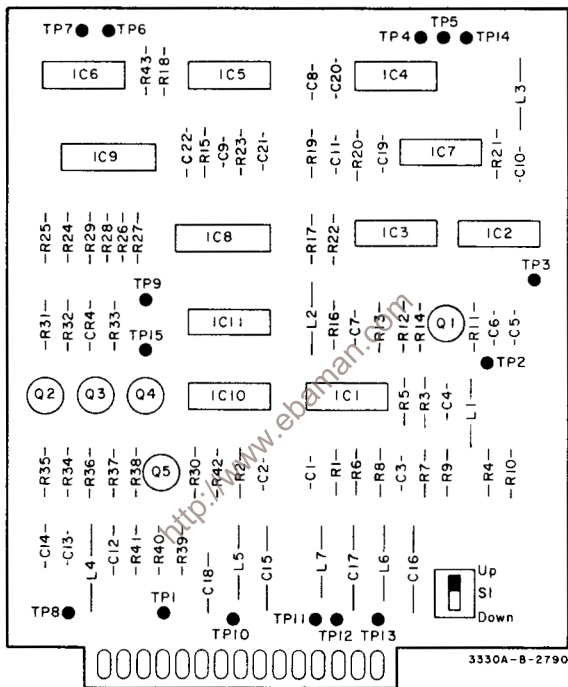 TP5
TP7 TP6 TP4 TP14
IC6 -R43- -R18- IC5 -C8- -C20- IC4 L3
IC9 -C22- -R15- -C9- -R23- -C21- -R19- -C11- -R20- -C19- IC7 -R21- -C10-
-R25- -R24- -R29- -R28- -R26- -R27- IC8 -R17- -R22- IC3 IC2
TP9 TP3
-R31- -R32- -CR4- -R33- IC11 L2 -R16- -C7- -R13- -R12- -R14- Q1 -R11- -C6- -C5-
TP15 TP2
Q2 Q3 Q4 IC10 IC1 -R5- -R3- -C4- L1
-R35- -R34- -R36- -R37- -R38- Q5 -R30- -R42- -R2- -C2- -C1- -R1- -R6- -R8- -C3- -R7- -R9- -R4- -R10-
-C14- -C13- L4 -C12- -R41- -R40- -R39- C18 L5 C15 L7 C17 L6 C16 Up
S1
TP8 TP1 Down
TP10 TP11 TP12 TP13
3330A-B-2790
http://www.ebaman.com